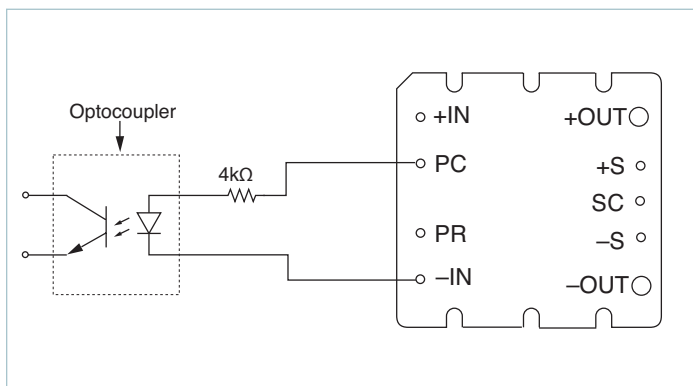 Optocoupler
4kΩ
+IN
PC
PR
–IN
+OUT
+S
SC
–S
–OUT